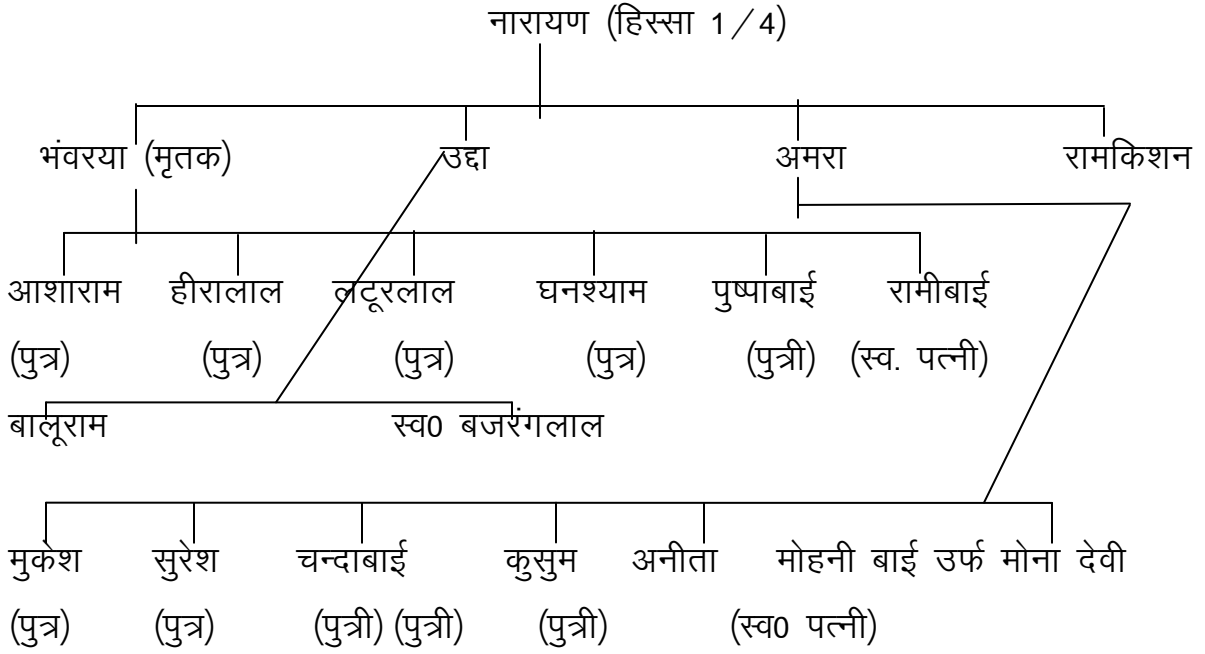 नारायण (हिस्सा 1/4)
भंवरया (मृतक) उद्दा अमरा रामकिशन
आशाराम हीरालाल लटूरलाल घनश्याम पुष्पाबाई रामीबाई
(पुत्र) (पुत्र) (पुत्र) (पुत्र) (पुत्री) (स्व. पत्नी)
बालूराम स्व0 बजरंगलाल
मुकेश सुरेश चन्दाबाई कुसुम अनीता मोहनी बाई उर्फ मोना देवी
(पुत्र) (पुत्र) (पुत्री) (पुत्री) (पुत्री) (स्व0 पत्नी)